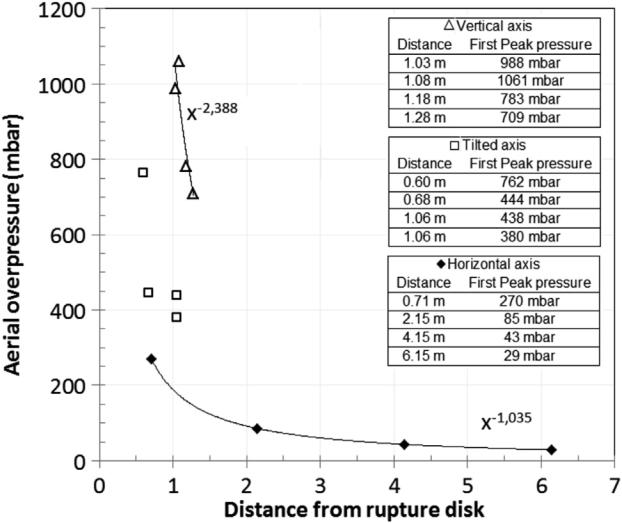 1200
1000
800
600
400
200
0
Aerial overpressure(mbar)
0 1 2 3 4 5 6 7
Distance from rupture disk
X-2,388
X-1,035
△ Vertical axis
Distance First Peak pressure
1.03 m 988 mbar
1.08 m 1061 mbar
1.18 m 783 mbar
1.28 m 709 mbar
□ Tilted axis
Distance First Peak pressure
0.60 m 762 mbar
0.68 m 444 mbar
1.06 m 438 mbar
1.06 m 380 mbar
◆ Horizontal axis
Distance First Peak pressure
0.71 m 270 mbar
2.15 m 85 mbar
4.15 m 43 mbar
6.15 m 29 mbar